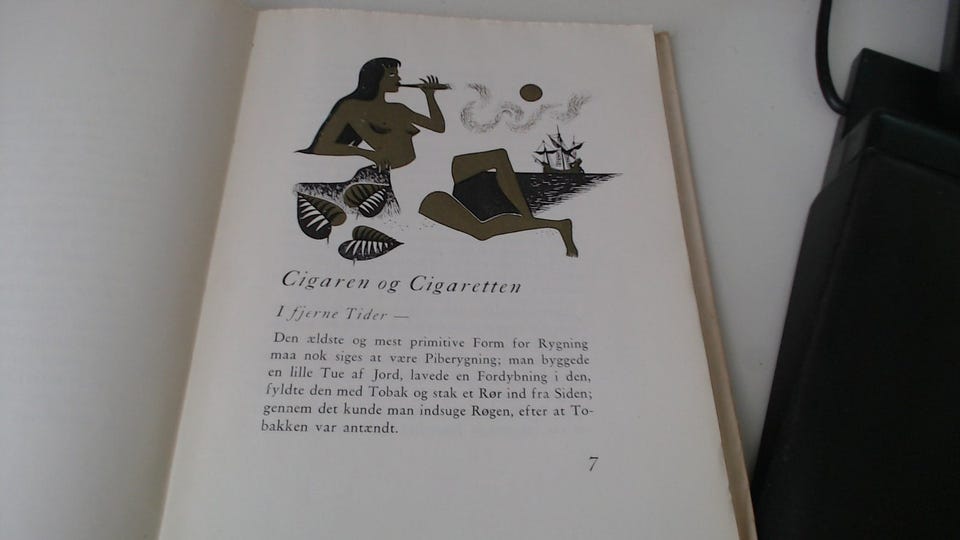 Cigaren og Cigaretten
I fjerne Tider —
Den ældste og mest primitive Form for Rygning
maa nok siges at være Piberygning; man byggede
en lille Tue af Jord, lavede en Fordybning i den,
fyldte den med Tobak og stak et Rør ind fra Siden;
gennem det kunde man indsuge Røgen, efter at To-
bakken var antændt.
7